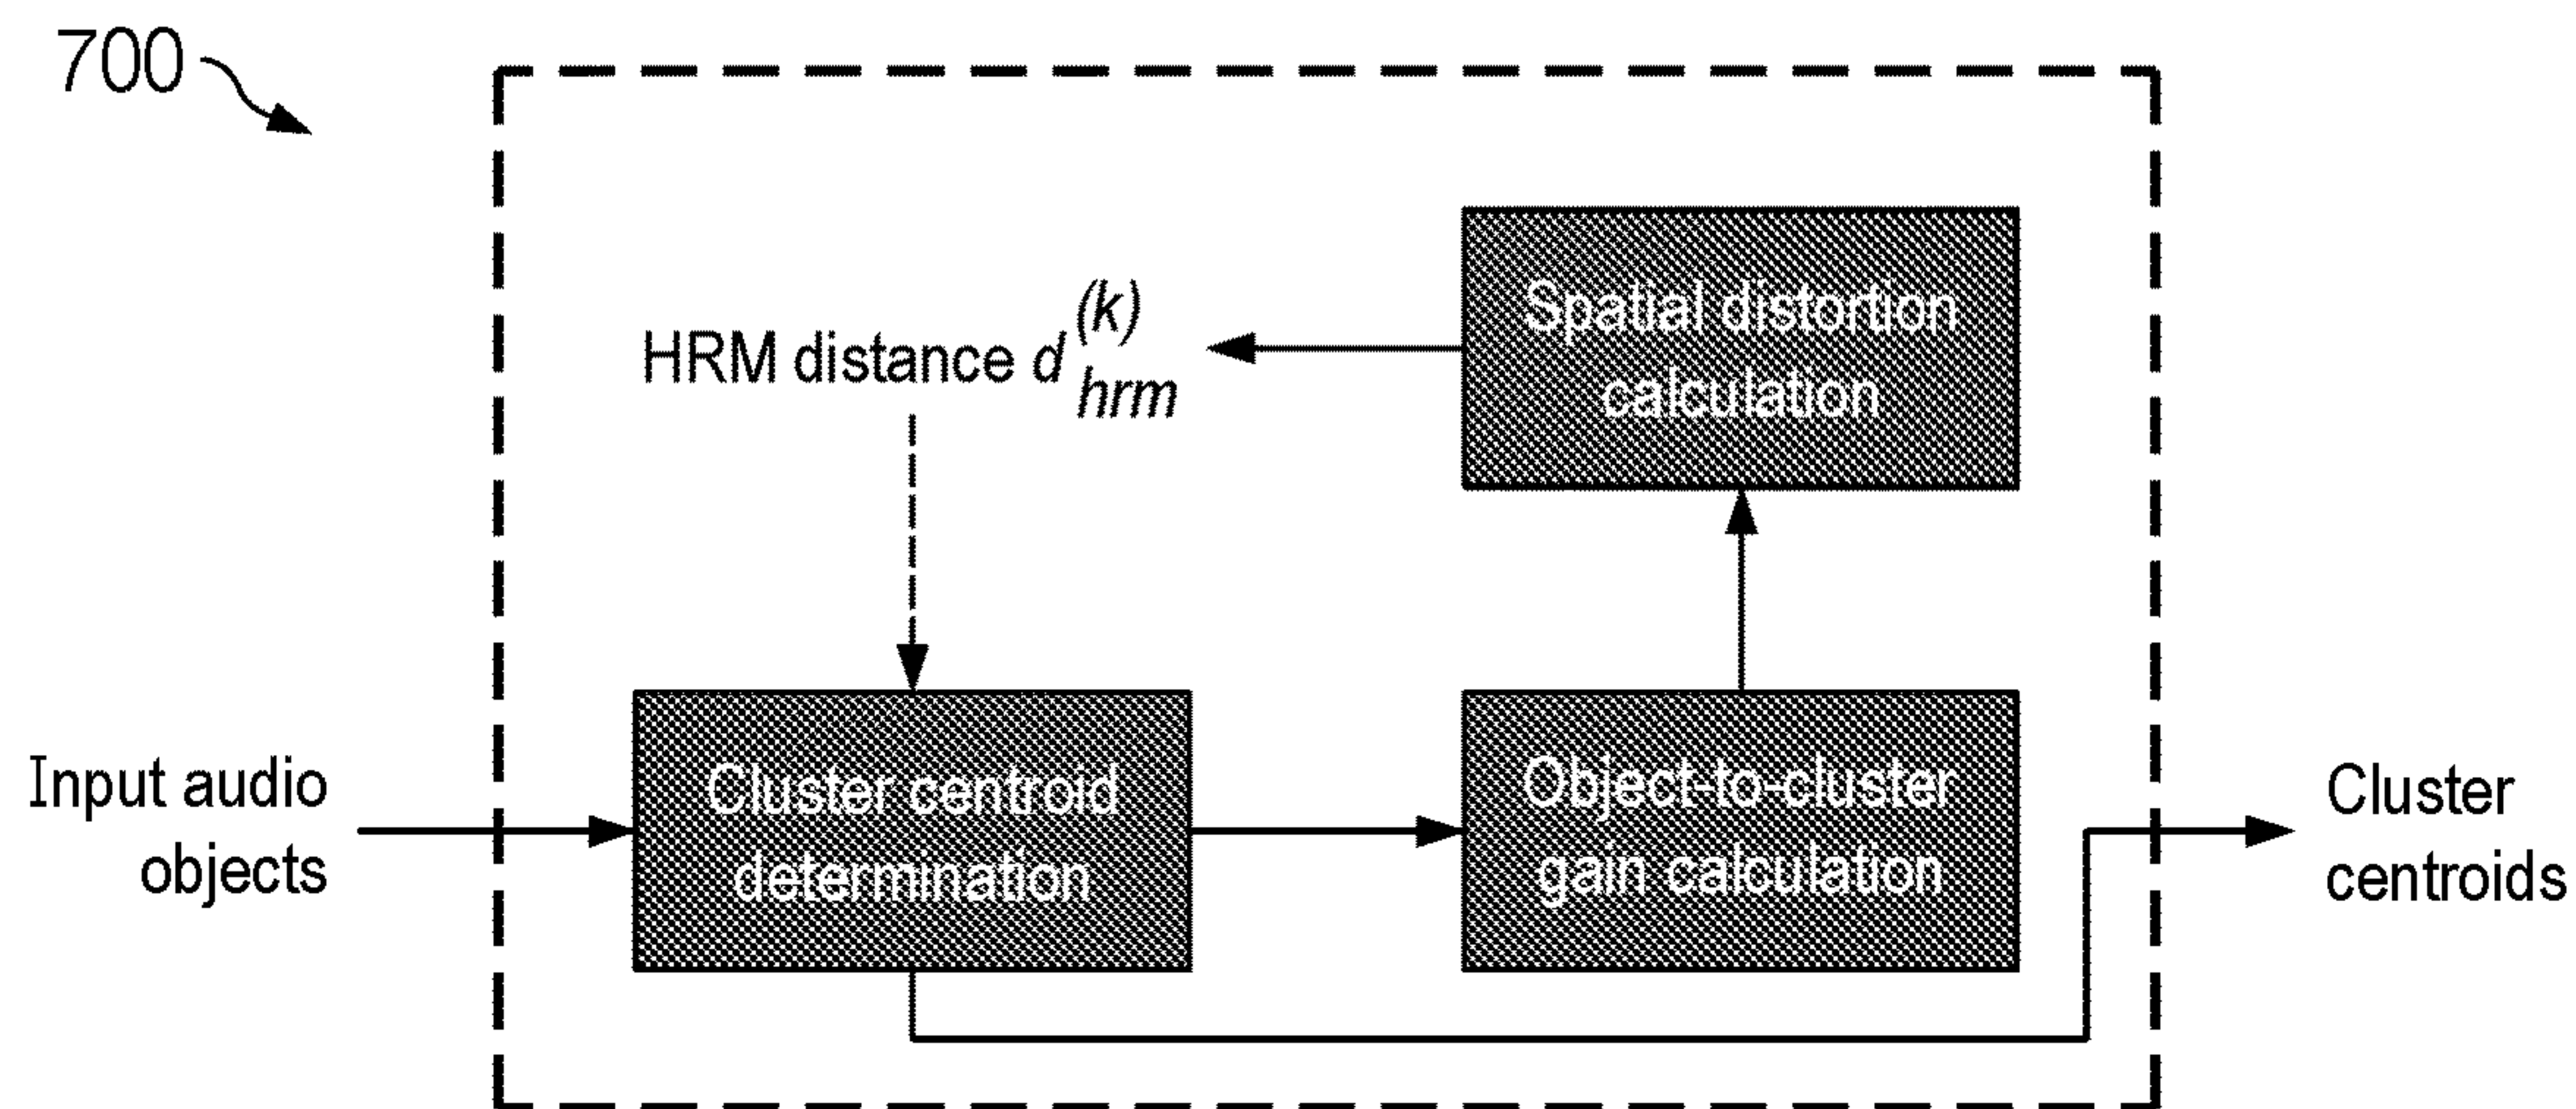 700
Spatial distortion
calculation
HRM distance d(k)hrm
Input audio
objects
Cluster centroid
determination
Object-to-cluster
gain calculation
Cluster
centroids